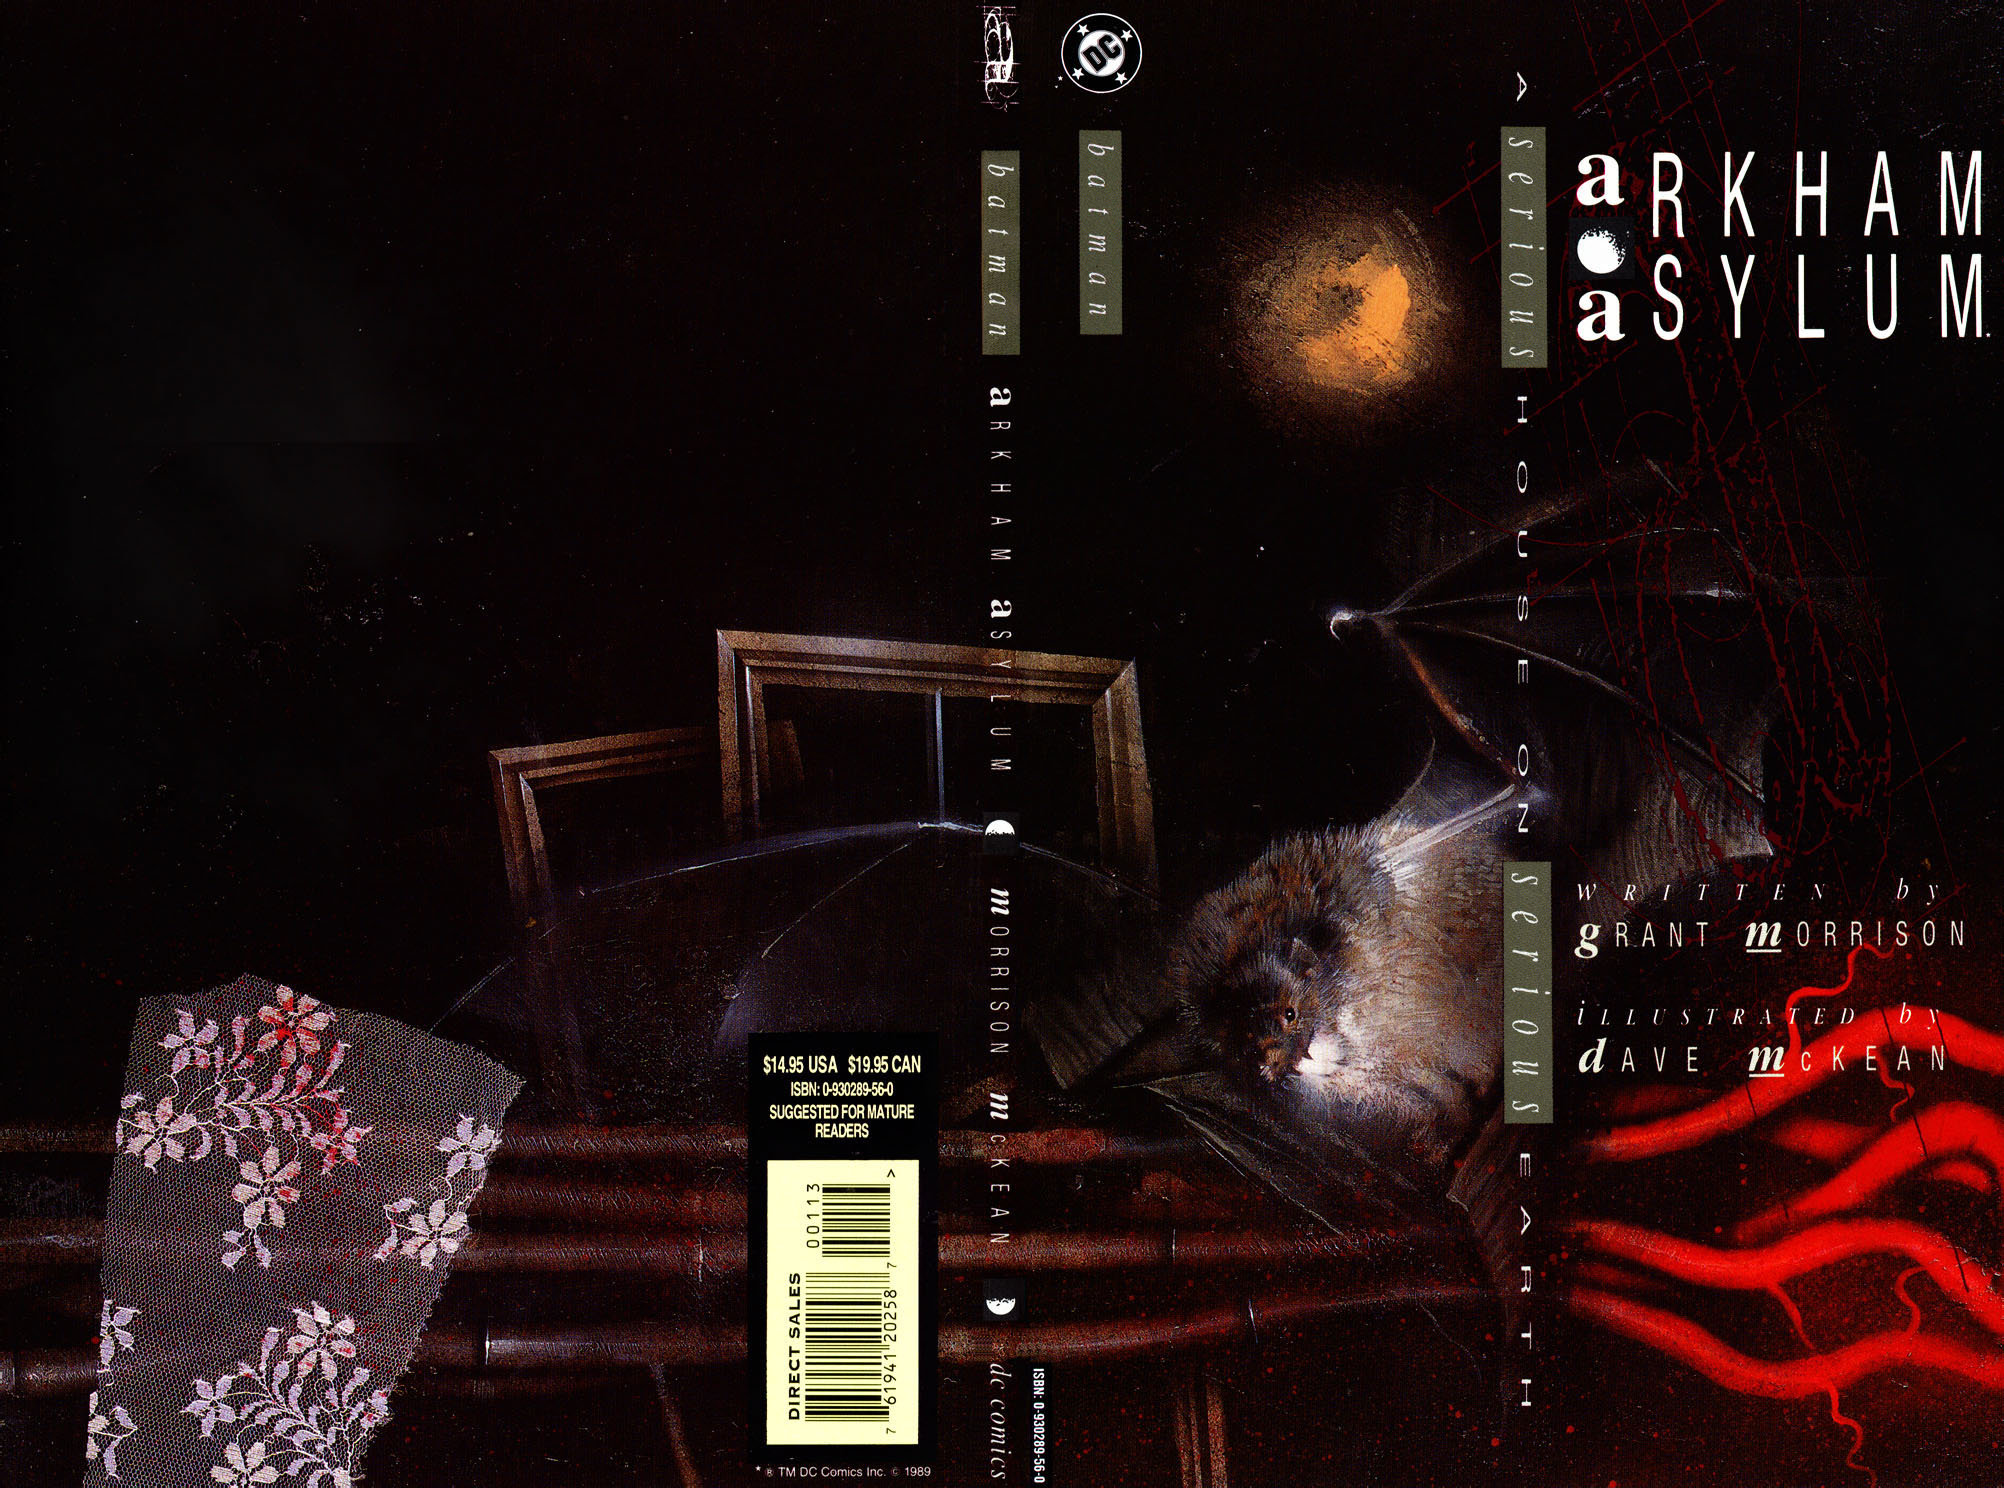 DC
batman
A serious HOUSE ON serious EARTH
aRKHAM
aSYLUM
WRITTEN by
gRANT mORRISON
iLLUSTRATED by
dAVE mcKEAN
batman aRKHAM aSYLUM mORRISON mcKEAN dc comics
ISBN: 0-930289-56-0
$14.95 USA $19.95 CAN
ISBN: 0-930289-56-0
SUGGESTED FOR MATURE
READERS
DIRECT SALES
00113
7 61941 20258 7
>
* ® TM DC Comics Inc. © 1989